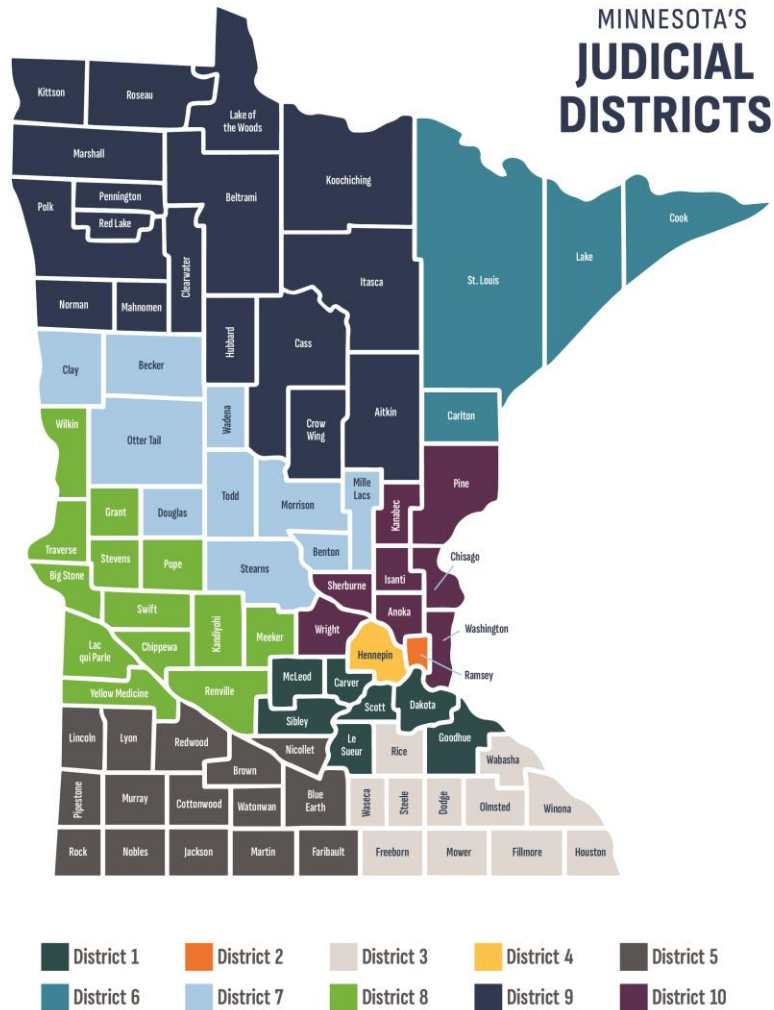 MINNESOTA'S
JUDICIAL
DISTRICTS
Kittson
Roseau
Lake of
the Woods
Marshall
Koochiching
Polk
Pennington
Red Lake
Beltrami
Clearwater
Cook
Lake
St. Louis
Itasca
Norman
Mahnomen
Hubbard
Cass
Clay
Becker
Wadena
Crow
Wing
Aitkin
Carlton
Wilkin
Otter Tail
Todd
Morrison
Mille
Lacs
Kanabec
Pine
Grant
Douglas
Traverse
Stevens
Pope
Stearns
Benton
Chisago
Big Stone
Sherburne
Isanti
Swift
Kandiyohi
Meeker
Wright
Anoka
Washington
Lac
qui Parle
Chippewa
Hennepin
Ramsey
Yellow Medicine
Renville
McLeod
Carver
Scott
Dakota
Sibley
Lincoln
Lyon
Redwood
Nicollet
Le
Sueur
Rice
Goodhue
Wabasha
Brown
Pipestone
Murray
Cottonwood
Watonwan
Blue
Earth
Waseca
Steele
Dodge
Olmsted
Winona
Rock
Nobles
Jackson
Martin
Faribault
Freeborn
Mower
Fillmore
Houston
District 1
District 2
District 3
District 4
District 5
District 6
District 7
District 8
District 9
District 10